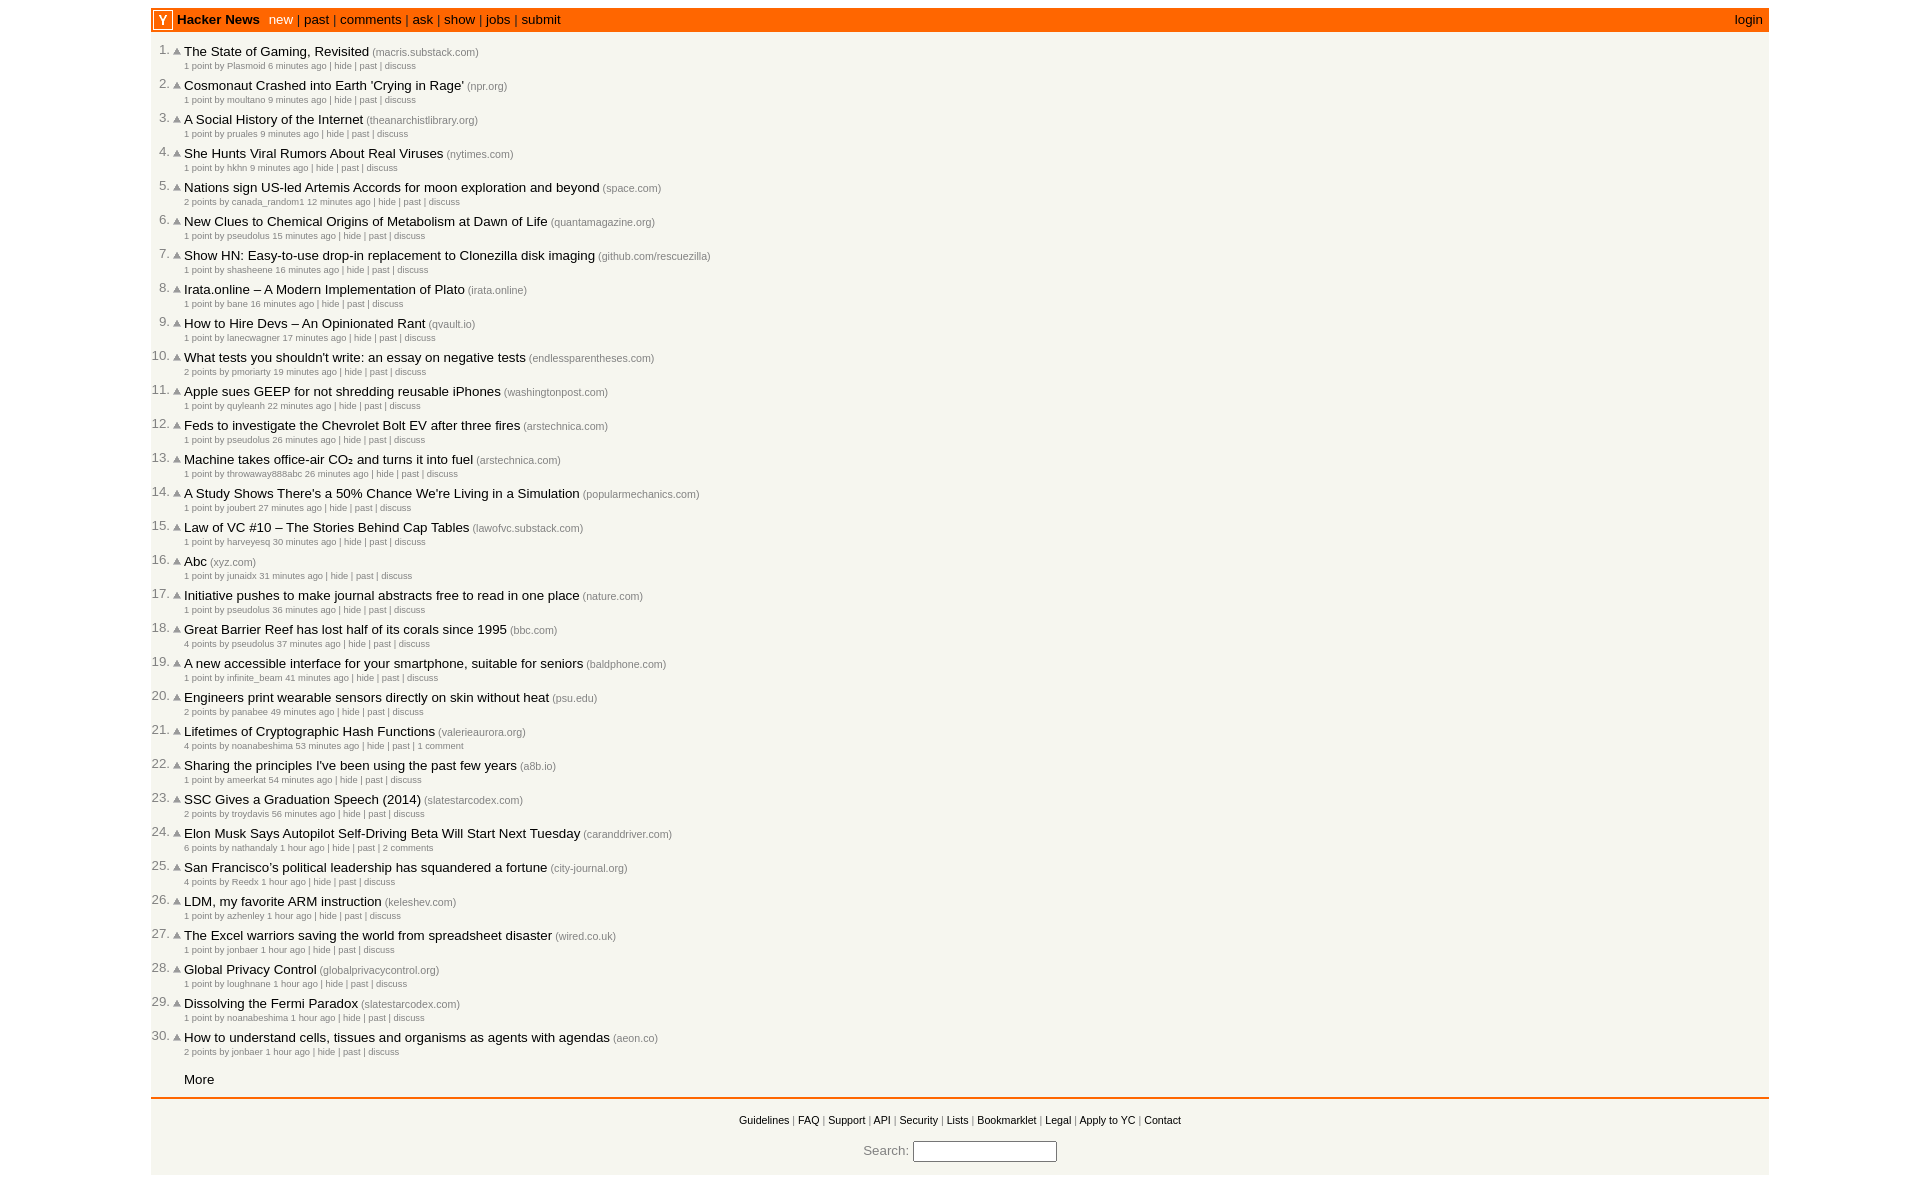 Y Hacker News new | past | comments | ask | show | jobs | submit login
1. The State of Gaming, Revisited (macris.substack.com)
1 point by Plasmoid 6 minutes ago | hide | past | discuss
2. Cosmonaut Crashed into Earth 'Crying in Rage' (npr.org)
1 point by moultano 9 minutes ago | hide | past | discuss
3. A Social History of the Internet (theanarchistlibrary.org)
1 point by pruales 9 minutes ago | hide | past | discuss
4. She Hunts Viral Rumors About Real Viruses (nytimes.com)
1 point by hkhn 9 minutes ago | hide | past | discuss
5. Nations sign US-led Artemis Accords for moon exploration and beyond (space.com)
2 points by canada_random1 12 minutes ago | hide | past | discuss
6. New Clues to Chemical Origins of Metabolism at Dawn of Life (quantamagazine.org)
1 point by pseudolus 15 minutes ago | hide | past | discuss
7. Show HN: Easy-to-use drop-in replacement to Clonezilla disk imaging (github.com/rescuezilla)
1 point by shasheene 16 minutes ago | hide | past | discuss
8. Irata.online – A Modern Implementation of Plato (irata.online)
1 point by bane 16 minutes ago | hide | past | discuss
9. How to Hire Devs – An Opinionated Rant (qvault.io)
1 point by lanecwagner 17 minutes ago | hide | past | discuss
10. What tests you shouldn't write: an essay on negative tests (endlessparentheses.com)
2 points by pmoriarty 19 minutes ago | hide | past | discuss
11. Apple sues GEEP for not shredding reusable iPhones (washingtonpost.com)
1 point by quyleanh 22 minutes ago | hide | past | discuss
12. Feds to investigate the Chevrolet Bolt EV after three fires (arstechnica.com)
1 point by pseudolus 26 minutes ago | hide | past | discuss
13. Machine takes office-air CO₂ and turns it into fuel (arstechnica.com)
1 point by throwaway888abc 26 minutes ago | hide | past | discuss
14. A Study Shows There's a 50% Chance We're Living in a Simulation (popularmechanics.com)
1 point by joubert 27 minutes ago | hide | past | discuss
15. Law of VC #10 – The Stories Behind Cap Tables (lawofvc.substack.com)
1 point by harveyesq 30 minutes ago | hide | past | discuss
16. Abc (xyz.com)
1 point by junaidx 31 minutes ago | hide | past | discuss
17. Initiative pushes to make journal abstracts free to read in one place (nature.com)
1 point by pseudolus 36 minutes ago | hide | past | discuss
18. Great Barrier Reef has lost half of its corals since 1995 (bbc.com)
4 points by pseudolus 37 minutes ago | hide | past | discuss
19. A new accessible interface for your smartphone, suitable for seniors (baldphone.com)
1 point by infinite_beam 41 minutes ago | hide | past | discuss
20. Engineers print wearable sensors directly on skin without heat (psu.edu)
2 points by panabee 49 minutes ago | hide | past | discuss
21. Lifetimes of Cryptographic Hash Functions (valerieaurora.org)
4 points by noanabeshima 53 minutes ago | hide | past | 1 comment
22. Sharing the principles I've been using the past few years (a8b.io)
1 point by ameerkat 54 minutes ago | hide | past | discuss
23. SSC Gives a Graduation Speech (2014) (slatestarcodex.com)
2 points by troydavis 56 minutes ago | hide | past | discuss
24. Elon Musk Says Autopilot Self-Driving Beta Will Start Next Tuesday (caranddriver.com)
6 points by nathandaly 1 hour ago | hide | past | 2 comments
25. San Francisco’s political leadership has squandered a fortune (city-journal.org)
4 points by Reedx 1 hour ago | hide | past | discuss
26. LDM, my favorite ARM instruction (keleshev.com)
1 point by azhenley 1 hour ago | hide | past | discuss
27. The Excel warriors saving the world from spreadsheet disaster (wired.co.uk)
1 point by jonbaer 1 hour ago | hide | past | discuss
28. Global Privacy Control (globalprivacycontrol.org)
1 point by loughnane 1 hour ago | hide | past | discuss
29. Dissolving the Fermi Paradox (slatestarcodex.com)
1 point by noanabeshima 1 hour ago | hide | past | discuss
30. How to understand cells, tissues and organisms as agents with agendas (aeon.co)
2 points by jonbaer 1 hour ago | hide | past | discuss
More
Guidelines | FAQ | Support | API | Security | Lists | Bookmarklet | Legal | Apply to YC | Contact
Search: